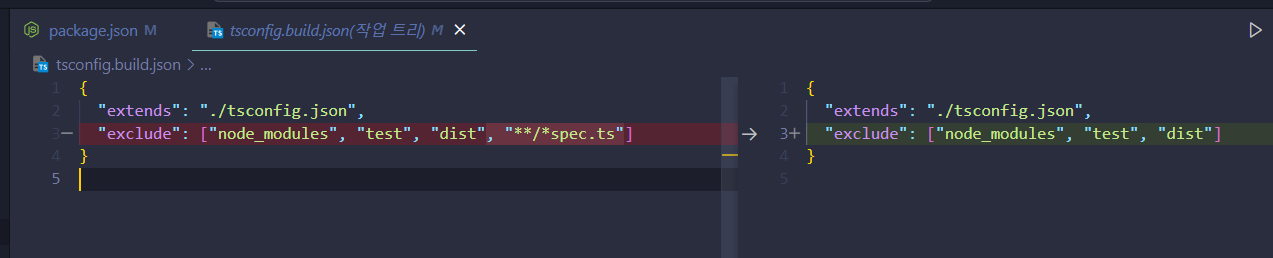 package.json M
tsconfig.build.json(작업 트리) M
tsconfig.build.json > ...
1 {
2 "extends": "./tsconfig.json",
3 "exclude": ["node_modules", "test", "dist", "**/*spec.ts"]
4 }
5
1 {
2 "extends": "./tsconfig.json",
3+ "exclude": ["node_modules", "test", "dist"]
4 }
5